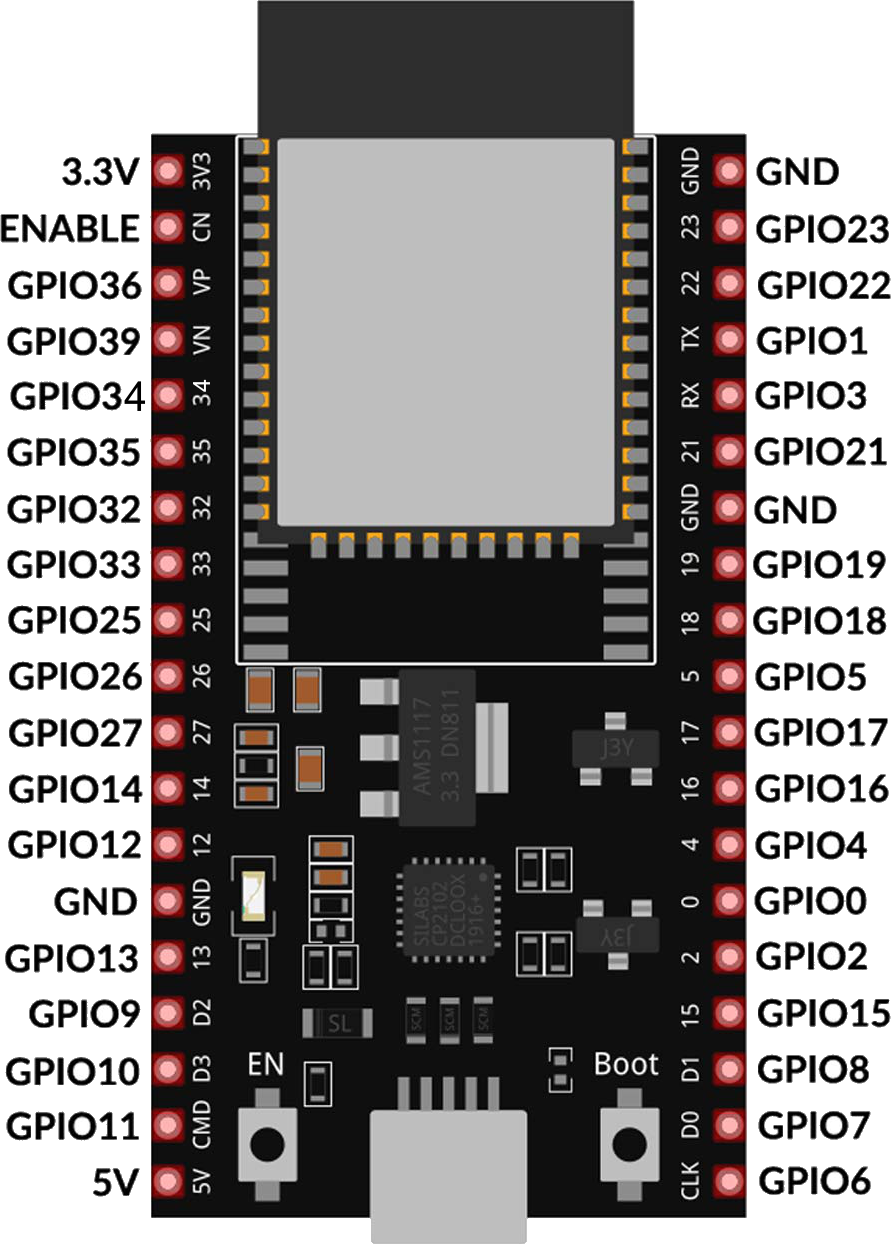 3.3V 3V3 GND GND
ENABLE CN 23 GPIO23
GPIO36 VP 22 GPIO22
GPIO39 VN TX GPIO1
GPIO34 34 RX GPIO3
GPIO35 35 21 GPIO21
GPIO32 32 GND GND
GPIO33 33 19 GPIO19
GPIO25 25 18 GPIO18
GPIO26 26 5 GPIO5
GPIO27 27 17 GPIO17
GPIO14 14 16 GPIO16
GPIO12 12 4 GPIO4
GND GND 0 GPIO0
GPIO13 13 2 GPIO2
GPIO9 D2 15 GPIO15
GPIO10 D3 D1 GPIO8
GPIO11 CMD D0 GPIO7
5V 5V CLK GPIO6
AMS1117
3.3 DN811
J3Y
SILABS
CP2102
DCL00X
1916+
J3Y
SL
SCM
SCM
SCM
EN
Boot